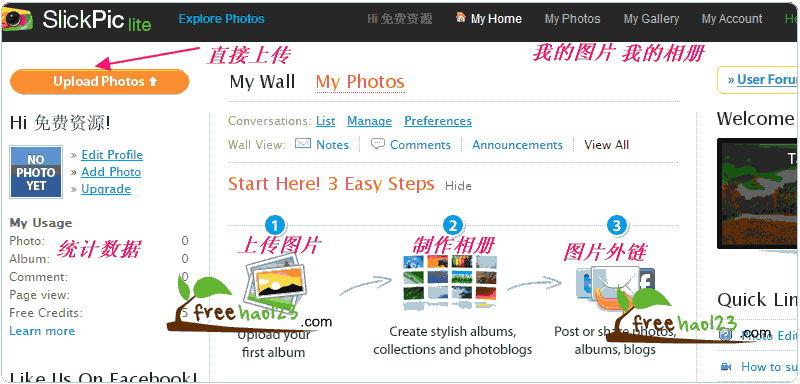 SlickPic lite
Explore Photos
Hi 免费资源
My Home
My Photos
My Gallery
My Account
直接上传
我的图片 我的相册
Upload Photos
My Wall
My Photos
» User Forum
Hi 免费资源!
Conversations: List Manage Preferences
Wall View: Notes Comments Announcements View All
Welcome
NO PHOTO YET
» Edit Profile
» Add Photo
» Upgrade
Start Here! 3 Easy Steps Hide
My Usage
Photo: 0
Album: 0
Comment: 0
Page view:
Free Credits: 5
Learn more
统计数据
1
上传图片
2
制作相册
3
图片外链
freehao123.com
Upload your
first album
Create stylish albums,
collections and photoblogs
Post or share photos,
albums, blogs
freehao123.com
Quick Lin
Photo Edit
How to su
Like Us On Facebook!